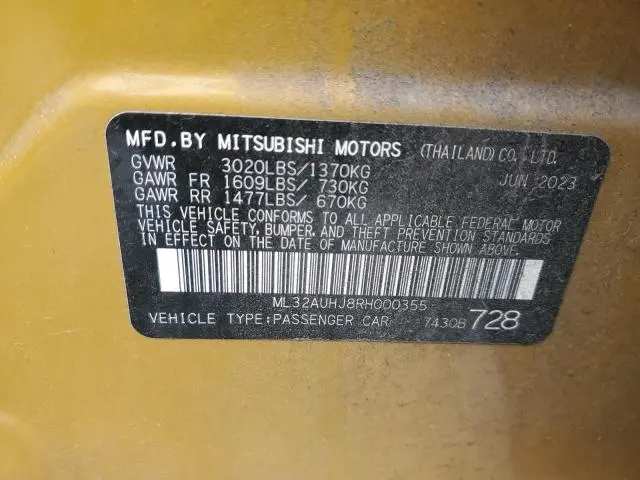 MFD.BY MITSUBISHI MOTORS (THAILAND) CO., LTD.
GVWR 3020LBS/1370KG JUN 2023
GAWR FR 1609LBS/ 730KG
GAWR RR 1477LBS/ 670KG
THIS VEHICLE CONFORMS TO ALL APPLICABLE FEDERAL MOTOR
VEHICLE SAFETY, BUMPER, AND THEFT PREVENTION STANDARDS
IN EFFECT ON THE DATE OF MANUFACTURE SHOWN ABOVE.
ML32AUHJ8RH000355
VEHICLE TYPE:PASSENGER CAR 7430B 728